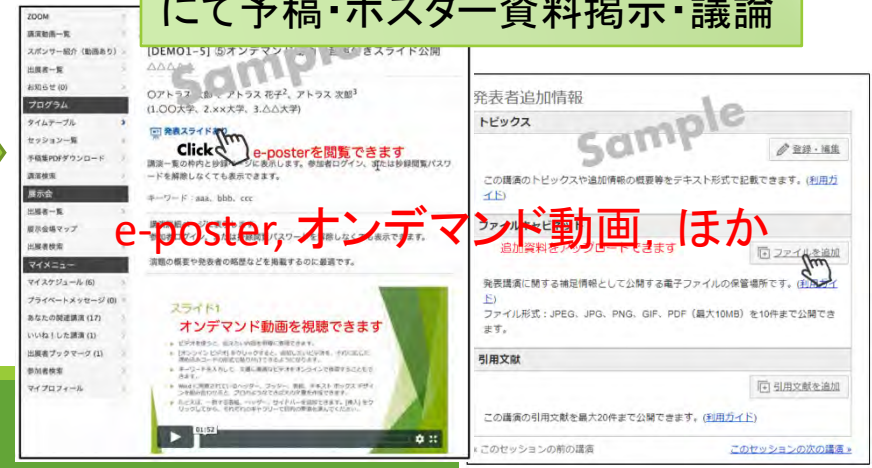 にて予稿・ポスター資料掲示・議論
ZOOM
講演動画一覧
スポンサー紹介（動画あり）
出展者一覧
お知らせ (0)
プログラム
タイムテーブル
セッション一覧
予稿集PDFダウンロード
講演検索
展示会
出展者一覧
展示会場マップ
出展者検索
マイメニュー
マイスケジュール (6)
プライベートメッセージ (0)
あなたの関連講演 (17)
いいね！した講演 (1)
出展者ブックマーク (1)
参加者検索
マイプロフィール
[DEMO1-5] ⑤オンデマンド きスライド公開
△△△△
Sample
〇アトラス 、アトラス 花子2、アトラス 次郎3
(1.〇〇大学、2.××大学、3.△△大学)
発表スライドあり
Click
e-posterを閲覧できます
講演一覧の枠内と抄録ページに表示します。参加者ログイン、または抄録閲覧パスワードを解除しなくても表示できます。
キーワード：aaa、bbb、ccc
e-poster, オンデマンド動画, ほか
演題の概要や発表者の略歴などを掲載するのに最適です。
スライド1
オンデマンド動画を視聴できます
01:52
発表者追加情報
Sample
トピックス
登録・編集
この講演のトピックスや追加情報の概要等をテキスト形式で記載できます。(利用ガイド)
追加資料をアップロードできます
ファイルを追加
発表講演に関する補足情報として公開する電子ファイルの保管場所です。(利用ガイド)
ファイル形式：JPEG、JPG、PNG、GIF、PDF（最大10MB）を10件まで公開できます。
引用文献
引用文献を追加
この講演の引用文献を最大20件まで公開できます。(利用ガイド)
«このセッションの前の講演
このセッションの次の講演»